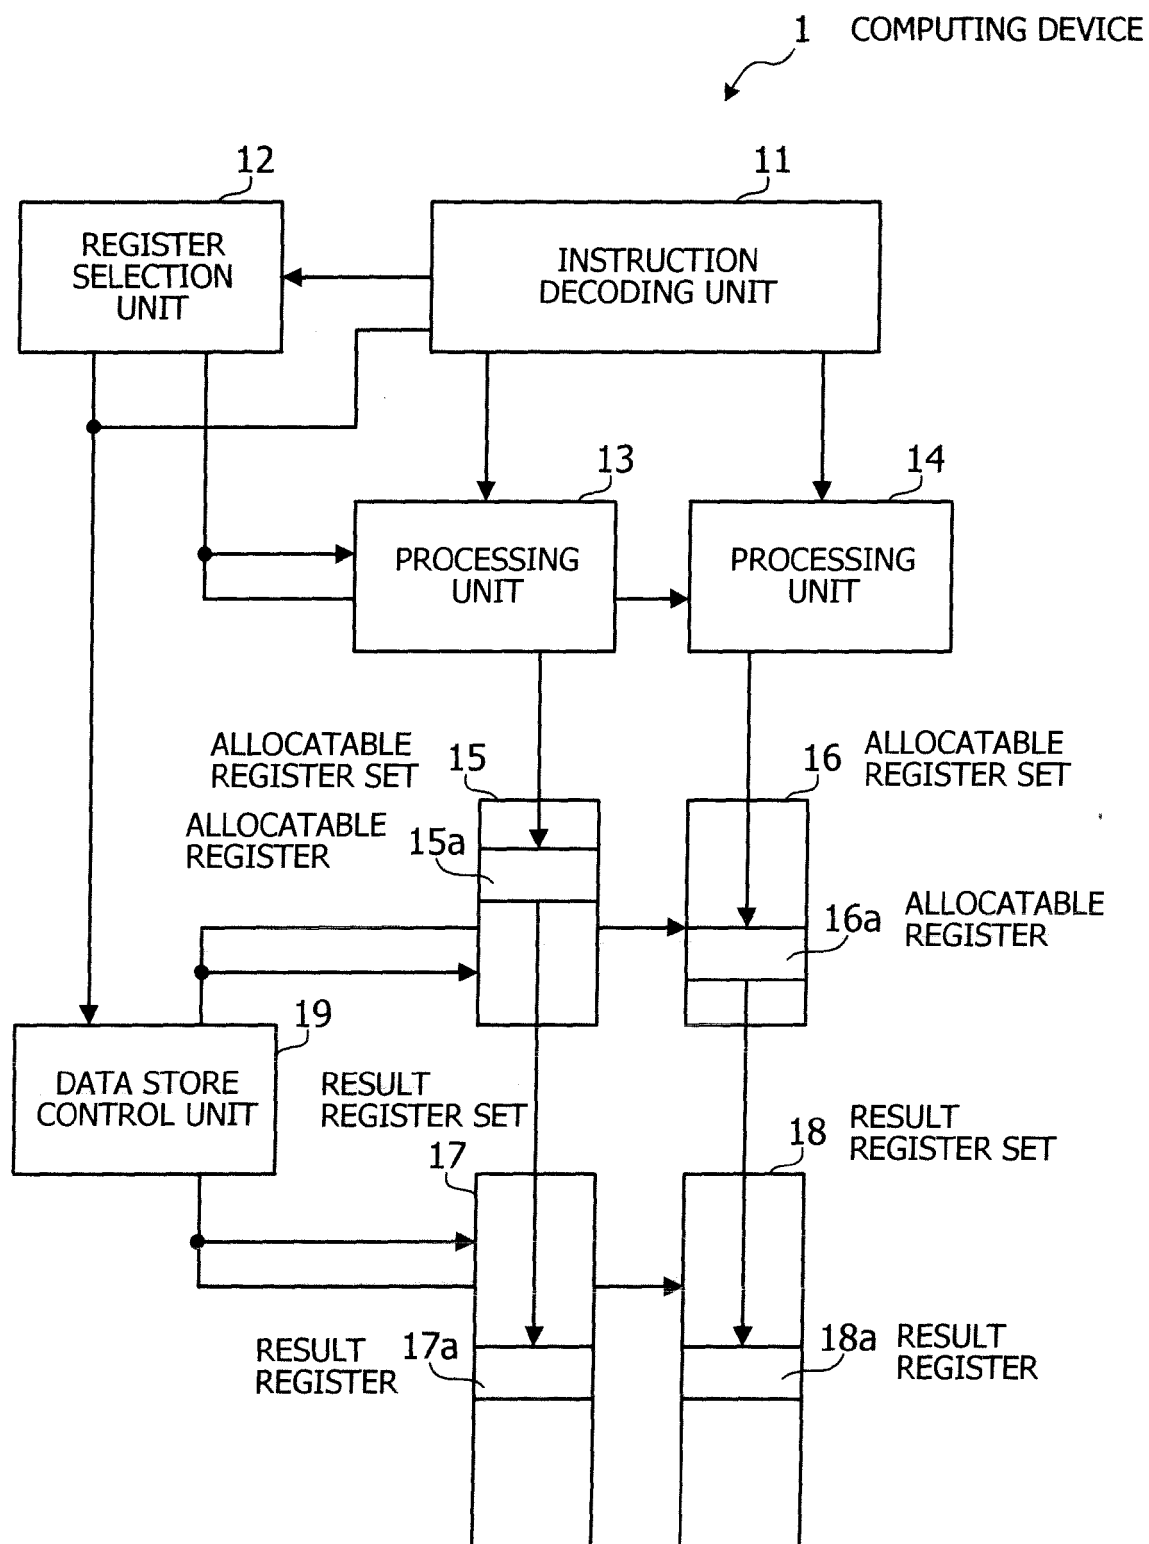 1 COMPUTING DEVICE
12
11
REGISTER
SELECTION
UNIT
INSTRUCTION
DECODING UNIT
13
14
PROCESSING
UNIT
PROCESSING
UNIT
ALLOCATABLE
REGISTER SET
15
16
ALLOCATABLE
REGISTER SET
ALLOCATABLE
REGISTER
15a
16a
ALLOCATABLE
REGISTER
19
DATA STORE
CONTROL UNIT
RESULT
REGISTER SET
17
18
RESULT
REGISTER SET
RESULT
REGISTER
17a
18a
RESULT
REGISTER